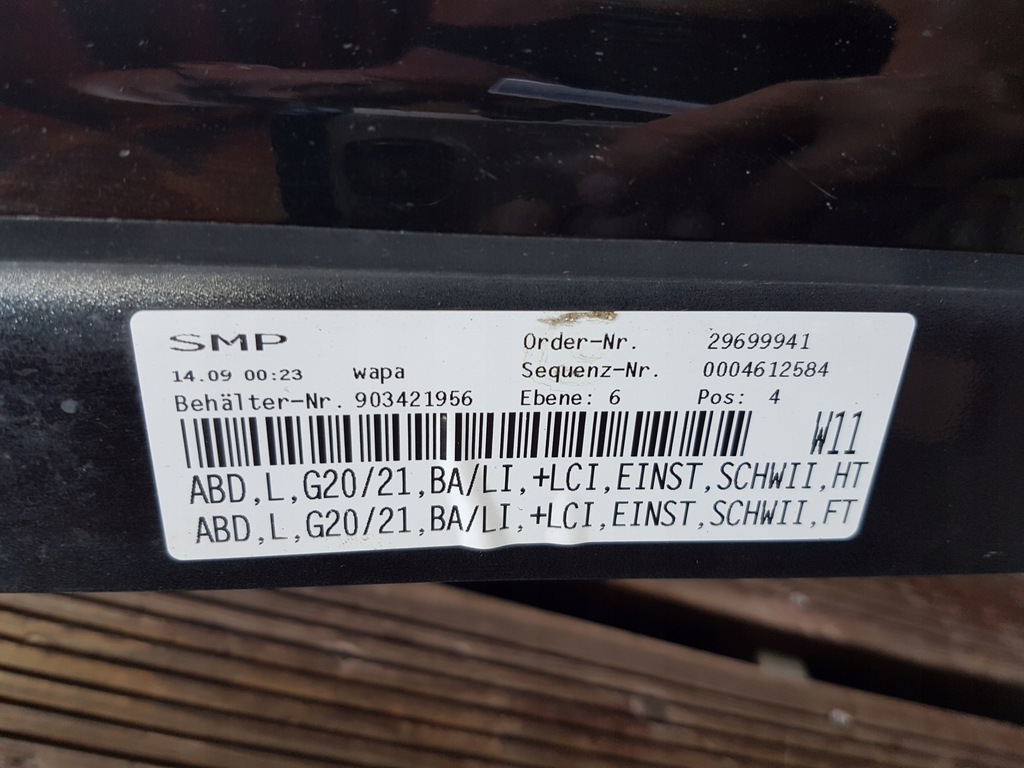 SMP Order-Nr. 29699941
14.09 00:23 wapa Sequenz-Nr. 0004612584
Behälter-Nr. 903421956 Ebene: 6 Pos: 4
W11
ABD,L,G20/21,BA/LI,+LCI,EINST,SCHWII,HT
ABD,L,G20/21,BA/LI,+LCI,EINST,SCHWII,FT